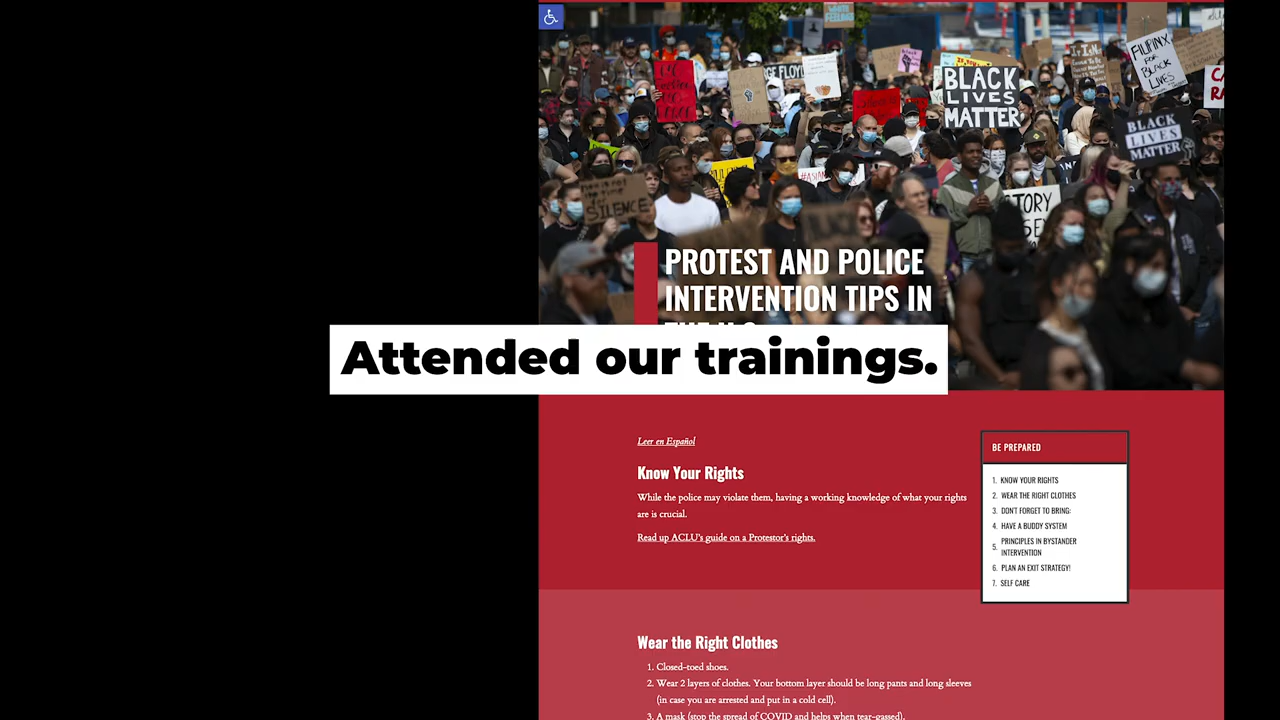 BLACK
LIVES
MATTER
FILIPINX
FOR
BLACK
LIVES
BLACK
LIVES
MATTER
SILENCE
PROTEST AND POLICE
INTERVENTION TIPS IN
Attended our trainings.
Leer en Español
Know Your Rights
While the police may violate them, having a working knowledge of what your rights
are is crucial.
Read up ACLU's guide on a Protestor's rights.
BE PREPARED
1. KNOW YOUR RIGHTS
2. WEAR THE RIGHT CLOTHES
3. DON'T FORGET TO BRING:
4. HAVE A BUDDY SYSTEM
5. PRINCIPLES IN BYSTANDER
INTERVENTION
6. PLAN AN EXIT STRATEGY!
7. SELF CARE
Wear the Right Clothes
1. Closed-toed shoes.
2. Wear 2 layers of clothes. Your bottom layer should be long pants and long sleeves
(in case you are arrested and put in a cold cell).
3. A mask (stop the spread of COVID and helps when tear-gassed).